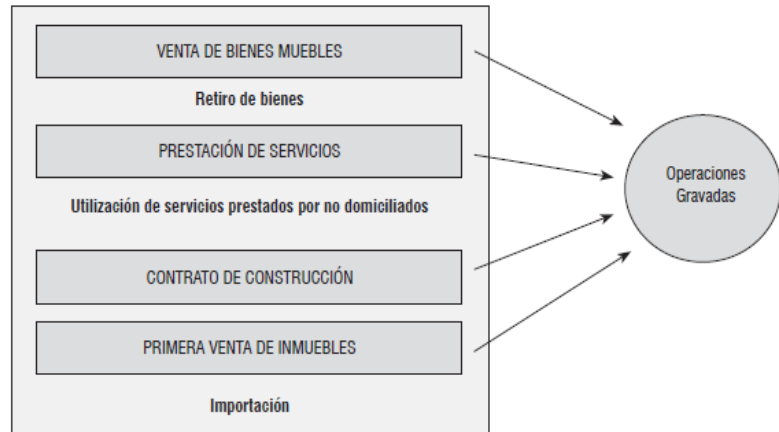 VENTA DE BIENES MUEBLES
Retiro de bienes
PRESTACIÓN DE SERVICIOS
Utilización de servicios prestados por no domiciliados
CONTRATO DE CONSTRUCCIÓN
PRIMERA VENTA DE INMUEBLES
Importación
Operaciones
Gravadas